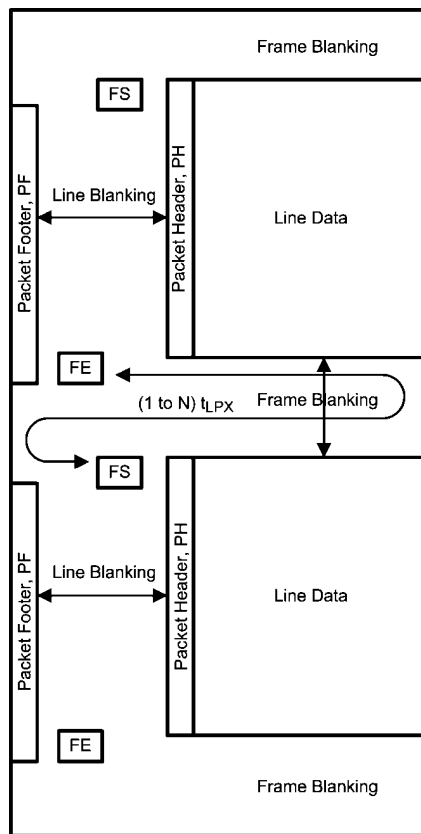 Frame Blanking
FS
Packet Footer, PF
Line Blanking
Packet Header, PH
Line Data
FE
(1 to N) tLPX
Frame Blanking
FS
Packet Footer, PF
Line Blanking
Packet Header, PH
Line Data
FE
Frame Blanking